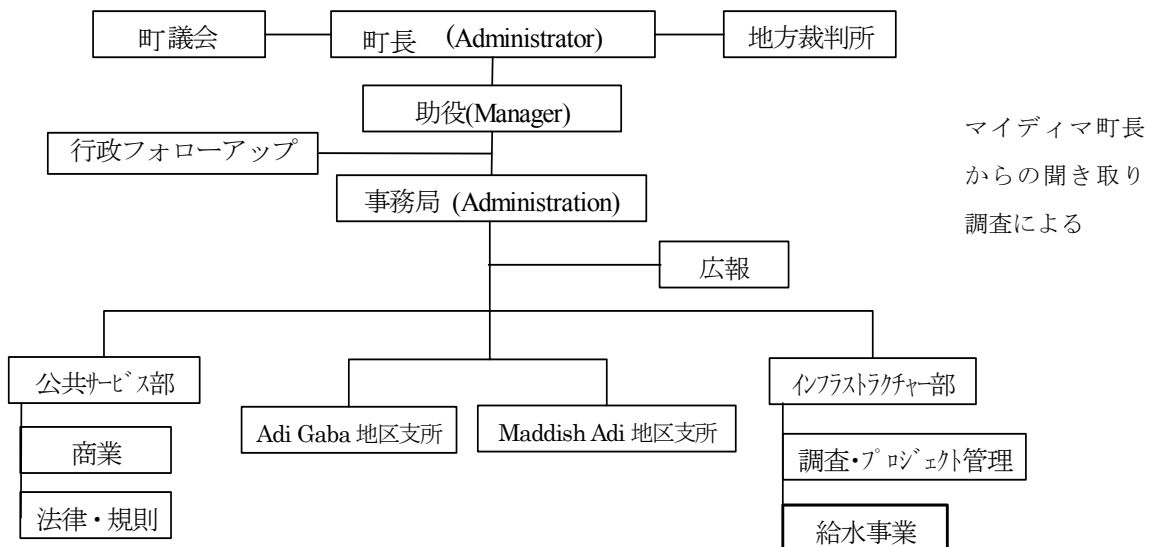 町議会
町長 (Administrator)
地方裁判所
助役(Manager)
行政フォローアップ
事務局 (Administration)
マイディマ町長
からの聞き取り
調査による
広報
公共ｻｰﾋﾞｽ部
Adi Gaba 地区支所
Maddish Adi 地区支所
ｲﾝﾌﾗｽﾄﾗｸﾁｬｰ部
商業
調査・ﾌﾟﾛｼﾞｪｸﾄ管理
法律・規則
給水事業